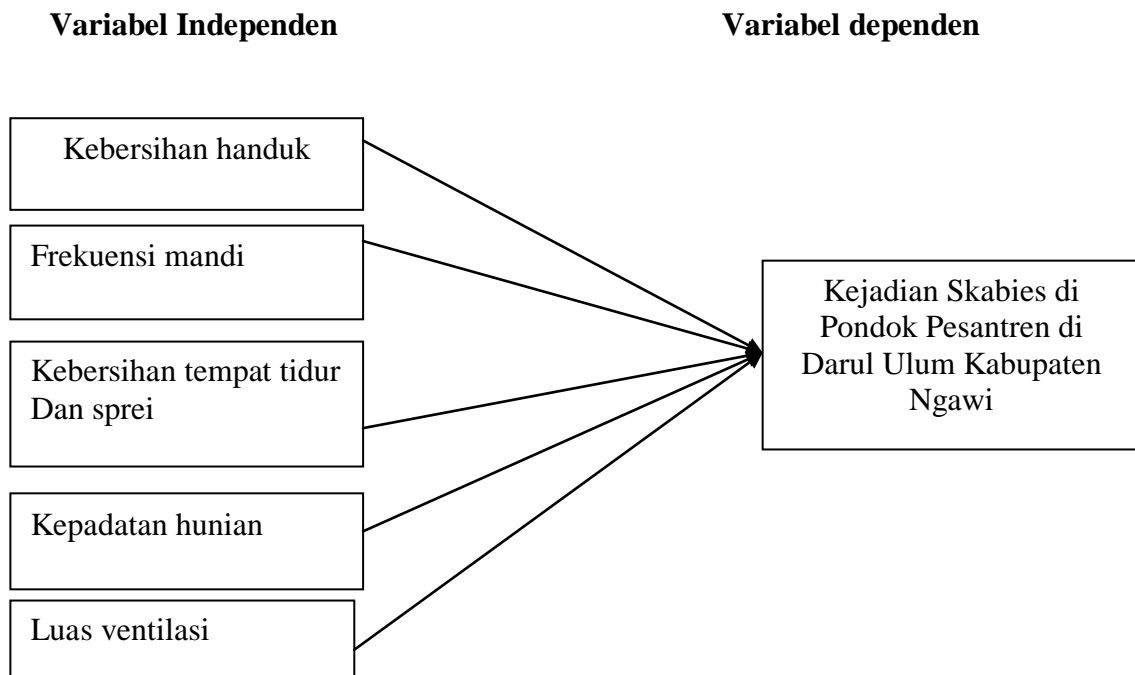 Variabel Independen
Variabel dependen
Kebersihan handuk
Frekuensi mandi
Kebersihan tempat tidur
Dan sprei
Kepadatan hunian
Luas ventilasi
Kejadian Skabies di
Pondok Pesantren di
Darul Ulum Kabupaten
Ngawi